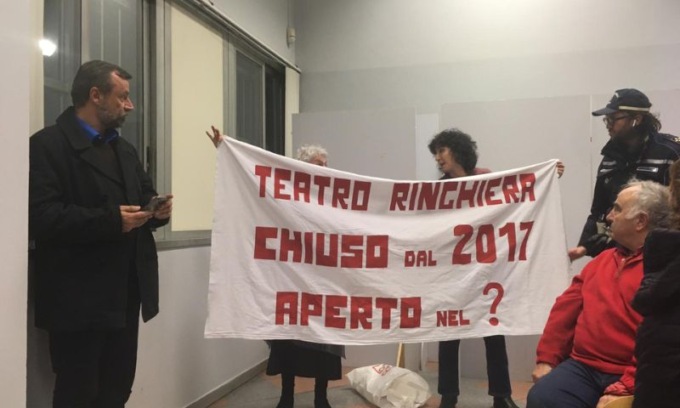 TEATRO RINGHIERA
CHIUSO DAL 2017
APERTO NEL ?